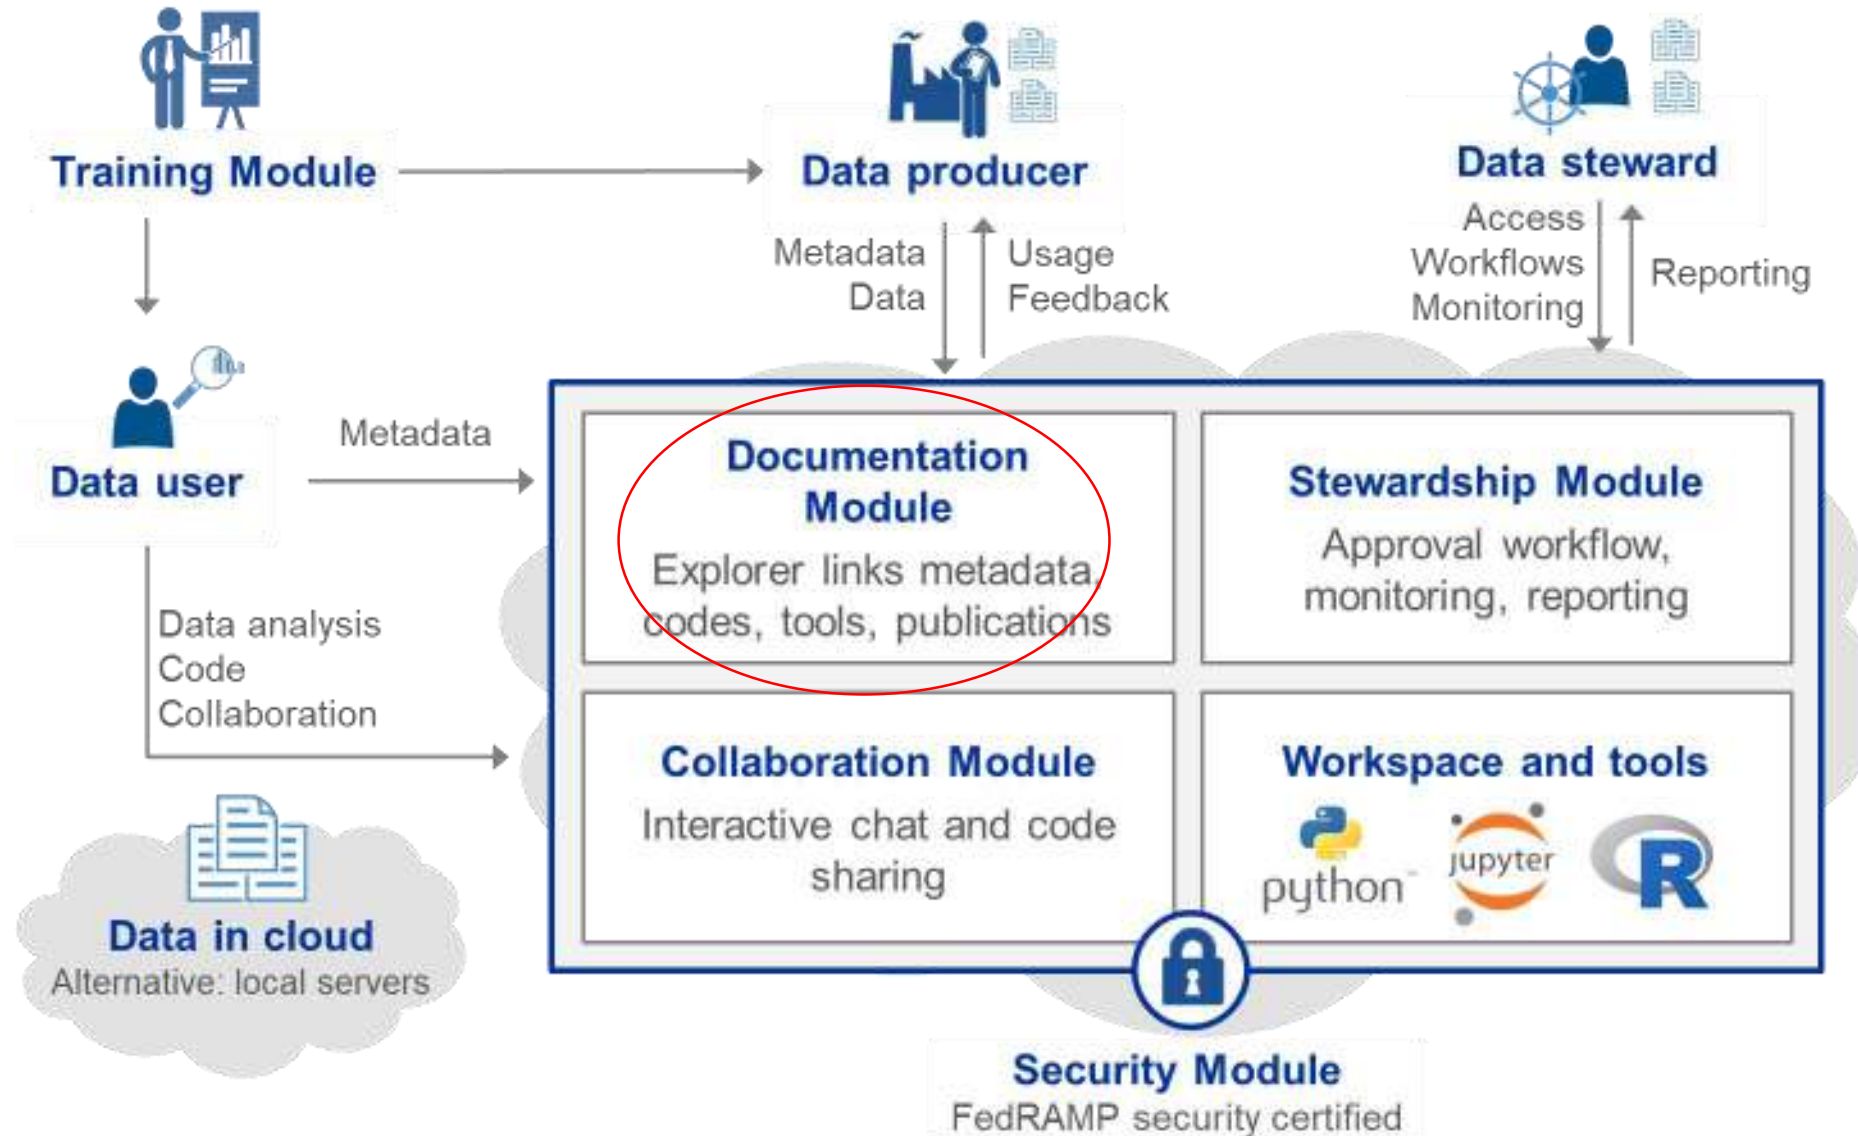 Training Module
Data producer
Data steward
Metadata
Data
Usage
Feedback
Access
Workflows
Monitoring
Reporting
Data user
Metadata
Data analysis
Code
Collaboration
Documentation
Module
Explorer links metadata,
codes, tools, publications
Stewardship Module
Approval workflow,
monitoring, reporting
Collaboration Module
Interactive chat and code
sharing
Workspace and tools
python
jupyter
R
Data in cloud
Alternative: local servers
Security Module
FedRAMP security certified